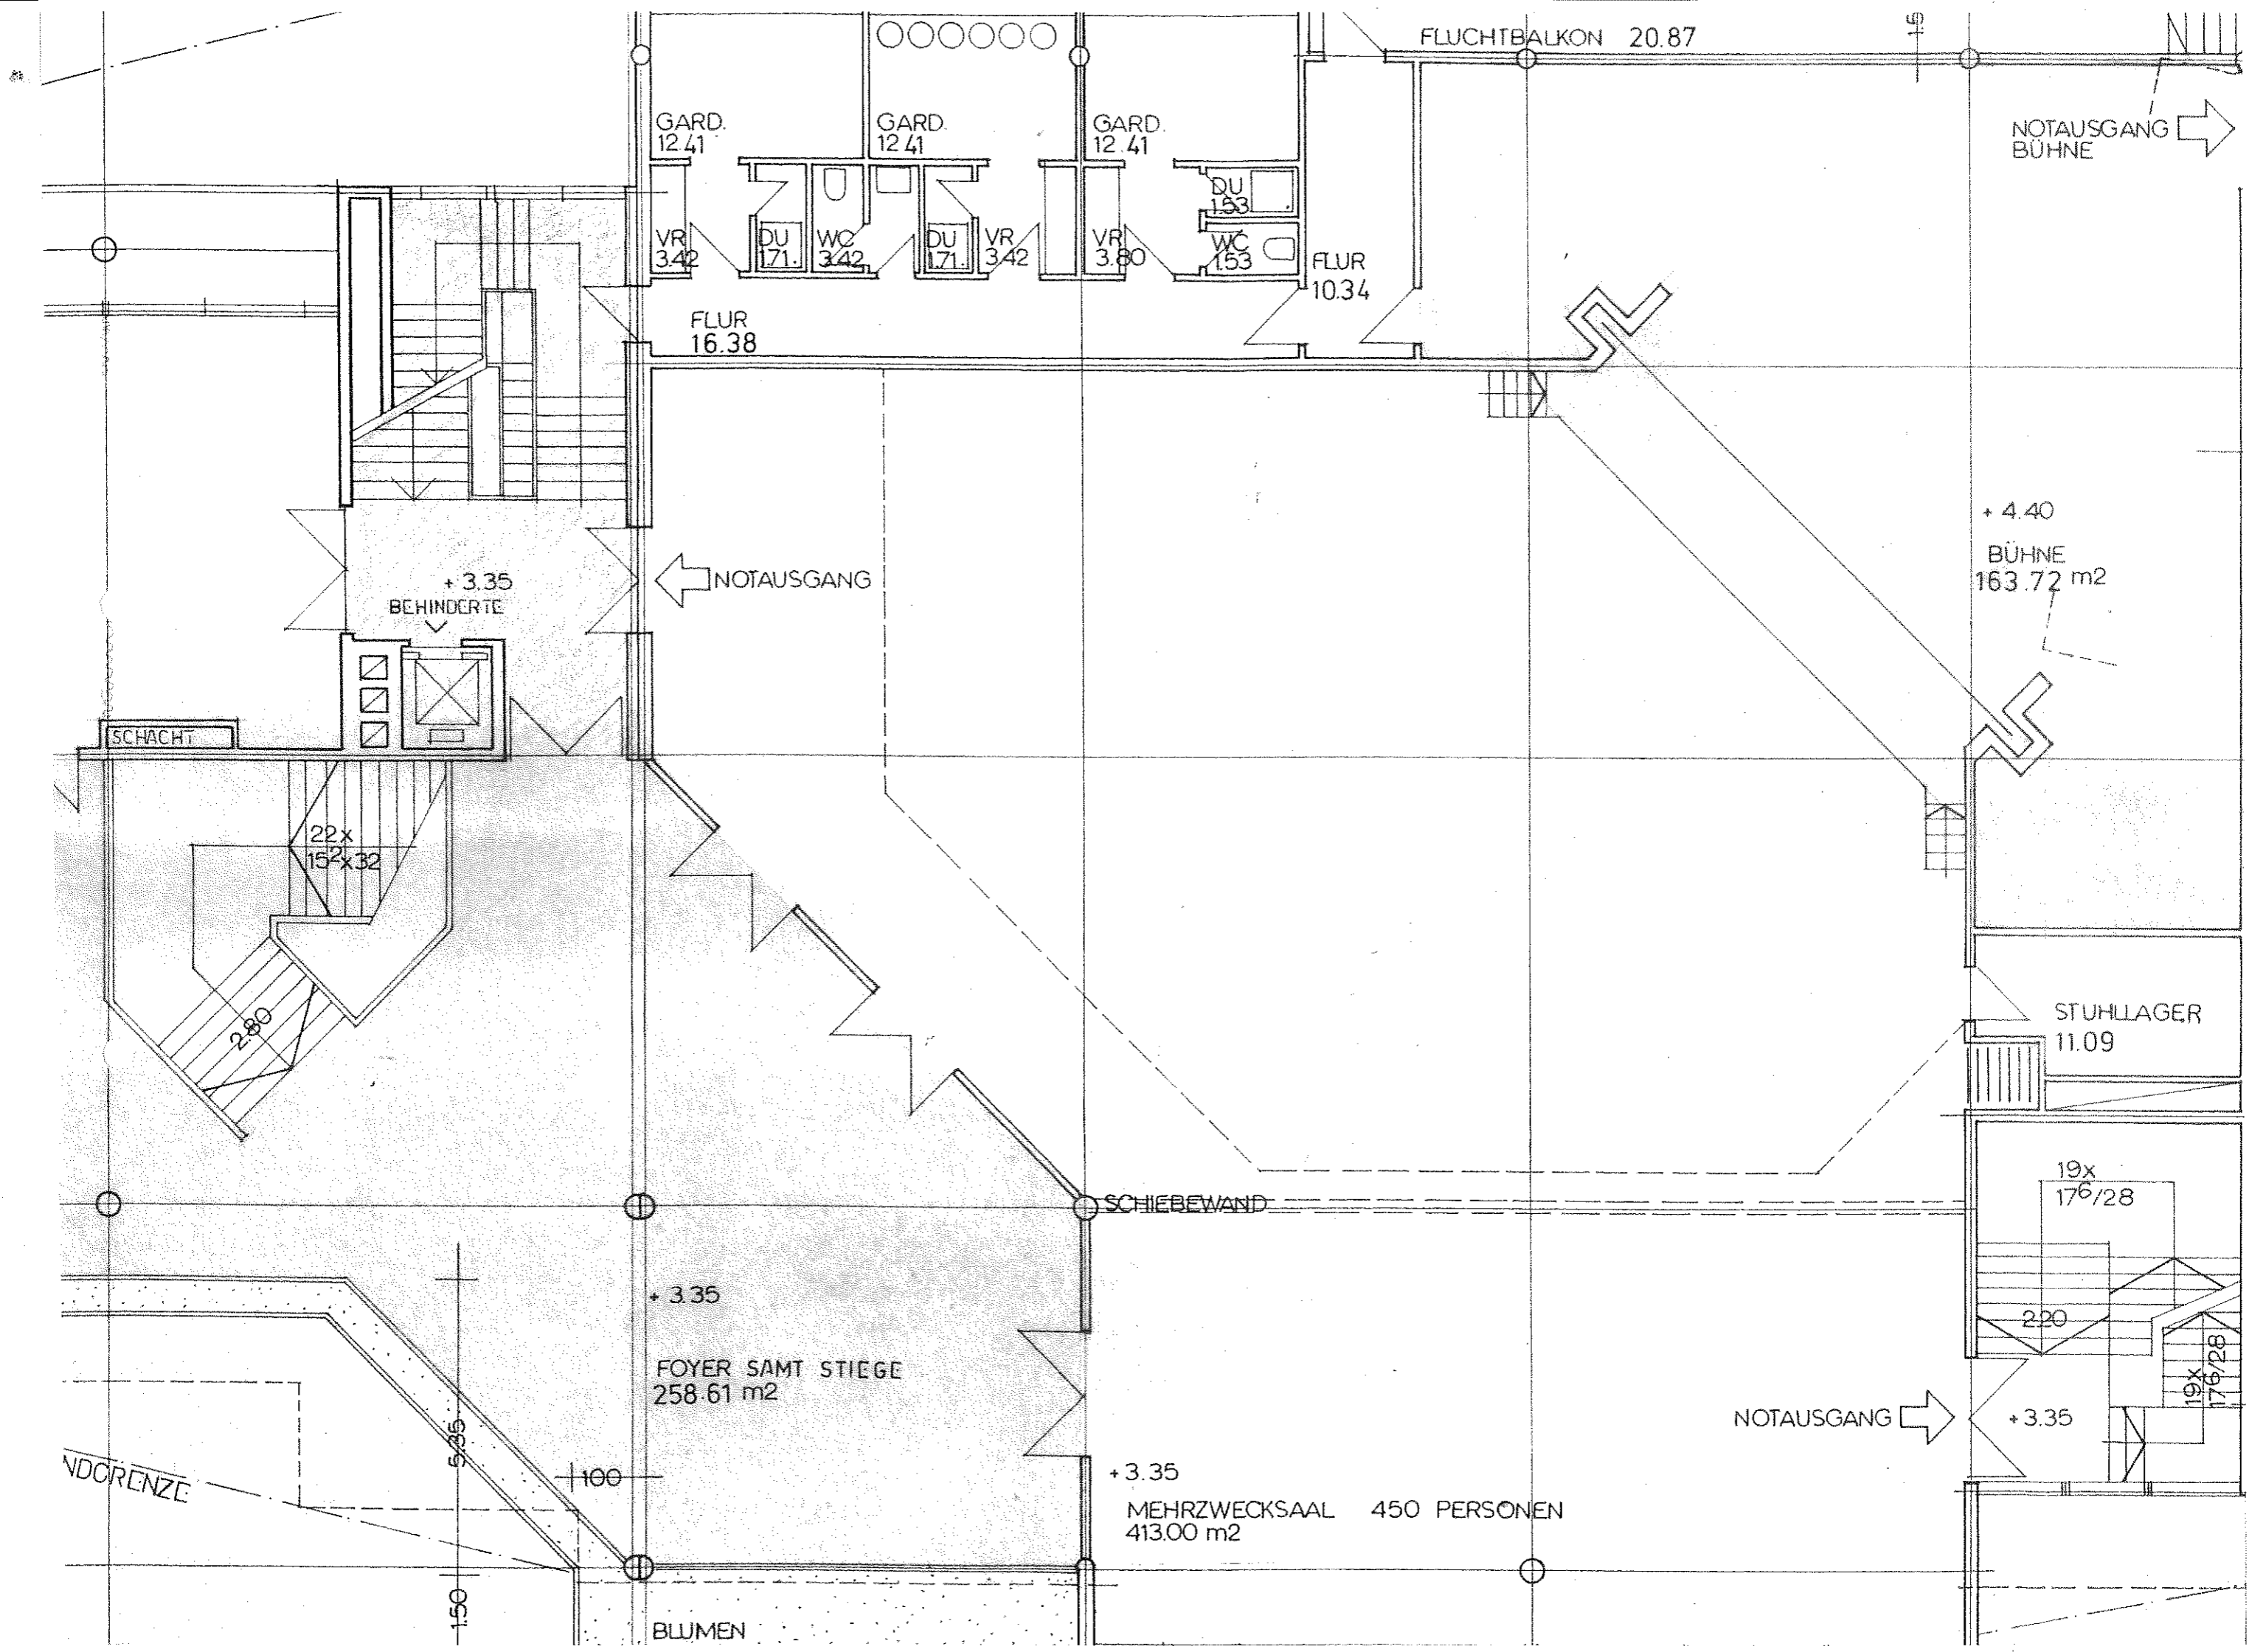 FLUCHTBALKON 20.87
1.5
NOTAUSGANG
BÜHNE
GARD.
12.41
GARD.
12.41
GARD.
12.41
VR
3.42
DU
1.71
WC
3.42
DU
1.71
VR
3.42
VR
3.80
DU
1.53
WC
1.53
FLUR
10.34
FLUR
16.38
+ 4.40
BÜHNE
163.72 m2
+ 3.35
BEHINDERTE
NOTAUSGANG
SCHACHT
22x
15²x32
2.80
STUHLLAGER
11.09
19x
17⁶/28
SCHIEBEWAND
+ 3.35
2.20
19x
17⁶/28
FOYER SAMT STIEGE
258.61 m2
NOTAUSGANG
+3.35
5.35
100
NDGRENZE
+3.35
MEHRZWECKSAAL 450 PERSONEN
413.00 m2
1.50
BLUMEN